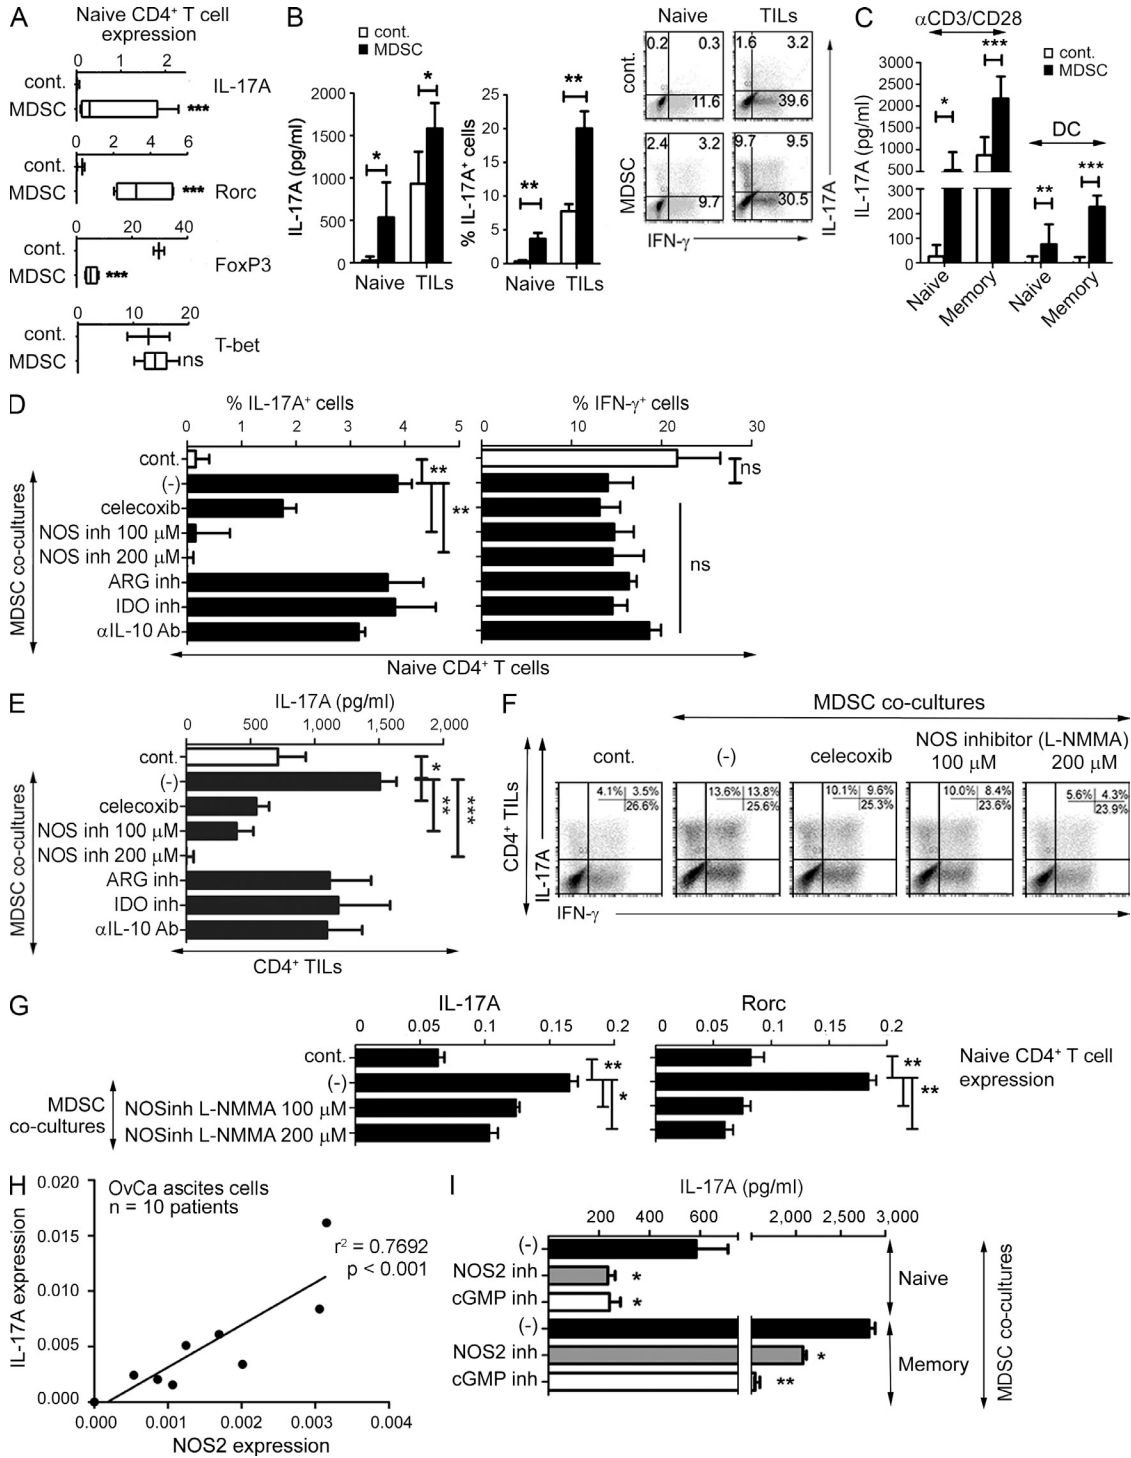 A
Naive CD4⁺ T cell
expression
0 1 2
cont.
MDSC
*** IL-17A
0 2 4 6
cont.
MDSC
*** Rorc
0 20 40
cont.
MDSC
*** FoxP3
0 10 20
cont.
MDSC
ns T-bet
B
cont.
MDSC
IL-17A (pg/ml)
2000
1500
1000
500
0
*
*
Naive TILs
% IL-17A⁺ cells
25
20
15
10
5
0
**
**
Naive TILs
Naive TILs
cont.
0.2 0.3
11.6
1.6 3.2
39.6
MDSC
2.4 3.2
9.7
9.7 9.5
30.5
IFN-γ
IL-17A
C
αCD3/CD28
cont.
MDSC
IL-17A (pg/ml)
3000
2500
2000
1500
1000
500
300
200
100
0
*
***
DC
**
***
Naive
Memory
Naive
Memory
D
% IL-17A⁺ cells
0 1 2 3 4 5
% IFN-γ⁺ cells
0 10 20 30
cont.
(-)
celecoxib
NOS inh 100 μM
NOS inh 200 μM
ARG inh
IDO inh
αIL-10 Ab
MDSC co-cultures
**
**
ns
ns
Naive CD4⁺ T cells
E
IL-17A (pg/ml)
0 500 1,000 1,500 2,000
cont.
(-)
celecoxib
NOS inh 100 μM
NOS inh 200 μM
ARG inh
IDO inh
αIL-10 Ab
MDSC co-cultures
*
**
***
CD4⁺ TILs
F
MDSC co-cultures
cont.
(-)
celecoxib
NOS inhibitor (L-NMMA)
100 μM 200 μM
4.1% 3.5%
26.6%
13.6% 13.8%
25.6%
10.1% 9.6%
25.3%
10.0% 8.4%
23.6%
5.6% 4.3%
23.9%
CD4⁺ TILs
IL-17A
IFN-γ
G
IL-17A
0 0.05 0.1 0.15 0.2
Rorc
0 0.05 0.1 0.15 0.2
cont.
(-)
NOSinh L-NMMA 100 μM
NOSinh L-NMMA 200 μM
MDSC
co-cultures
**
*
**
**
Naive CD4⁺ T cell
expression
H
IL-17A expression
0.020
0.015
0.010
0.005
0.000
OvCa ascites cells
n = 10 patients
r² = 0.7692
p < 0.001
0.000 0.001 0.002 0.003 0.004
NOS2 expression
I
IL-17A (pg/ml)
200 400 600 2,000 2,500 3,000
(-)
NOS2 inh *
cGMP inh *
Naive
(-)
NOS2 inh *
cGMP inh **
Memory
MDSC co-cultures